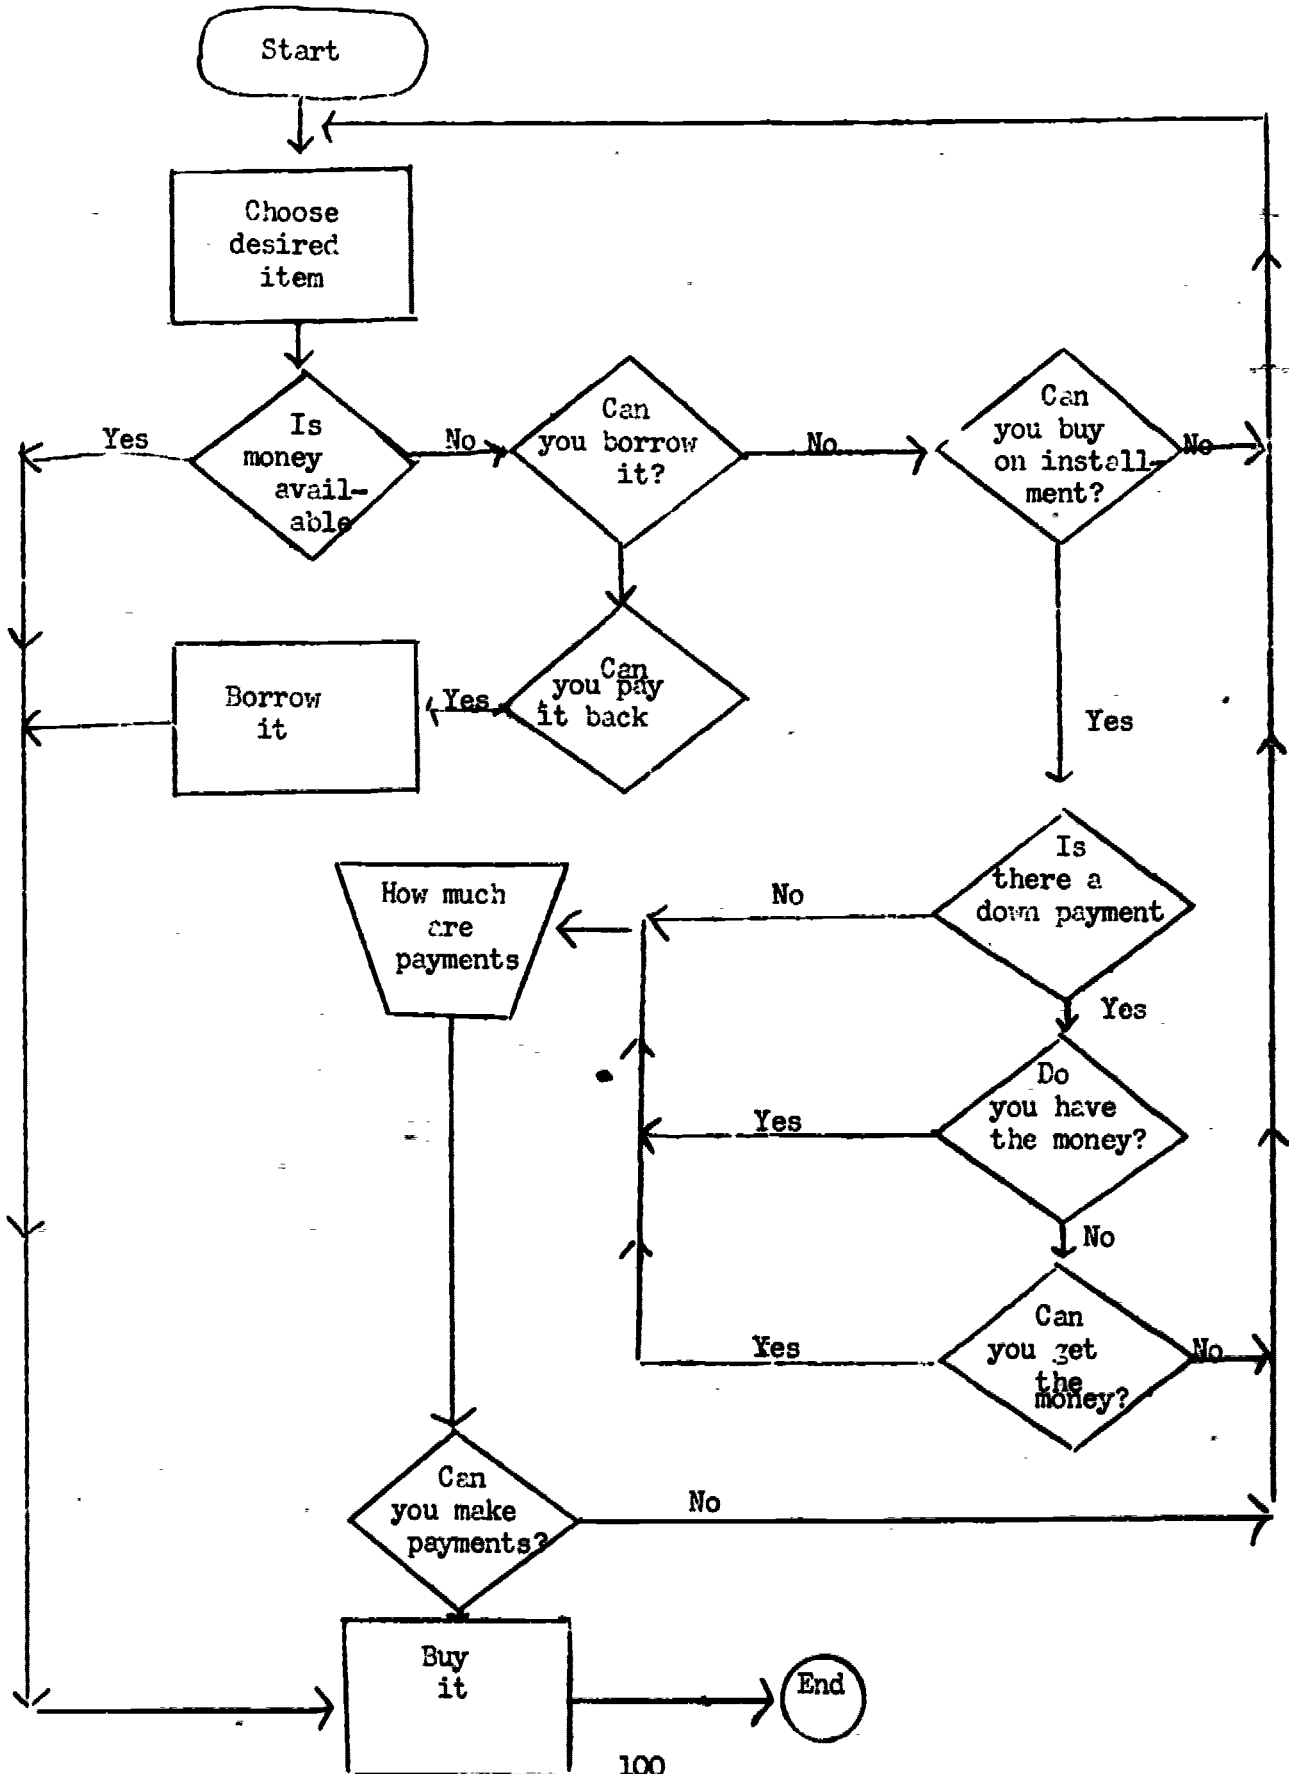 Start
Choose
desired
item
Yes
Is
money
avail-
able
No
Can
you borrow
it?
No
Can
you buy
on install-
ment?
No
Borrow
it
Yes
Can
you pay
it back
Yes
How much
are
payments
No
Is
there a
down payment
Yes
Do
you have
the money?
Yes
No
Can
you get
the
money?
Yes
No
Can
you make
payments?
No
Buy
it
End
100